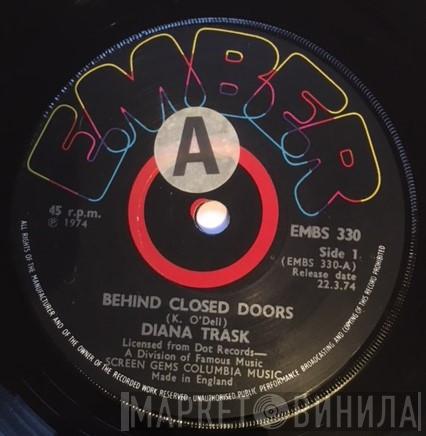 EMBER
A
45 r.p.m.
℗ 1974
EMBS 330
Side 1
(EMBS 330-A)
Release date
22.3.74
BEHIND CLOSED DOORS
(K. O'Dell)
DIANA TRASK
Licensed from Dot Records—
A Division of Famous Music
SCREEN GEMS COLUMBIA MUSIC
Made in England
ALL RIGHTS OF THE MANUFACTURER AND OF THE OWNER OF THE RECORDED WORK RESERVED. UNAUTHORISED PUBLIC PERFORMANCE BROADCASTING AND COPYING OF THIS RECORD PROHIBITED
МАРКЕТ ВИНИЛА